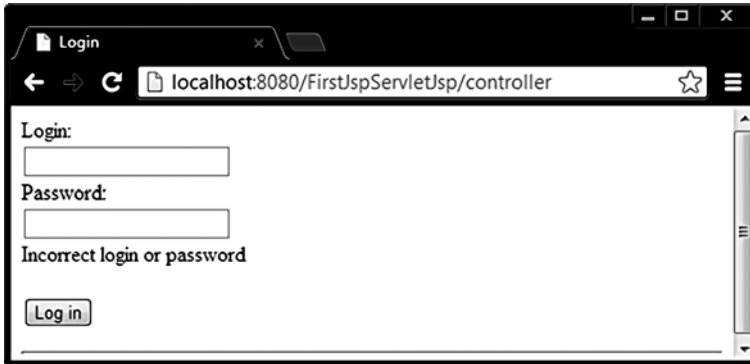 Login
localhost:8080/FirstJspServletJsp/controller
Login:
Password:
Incorrect login or password
Log in